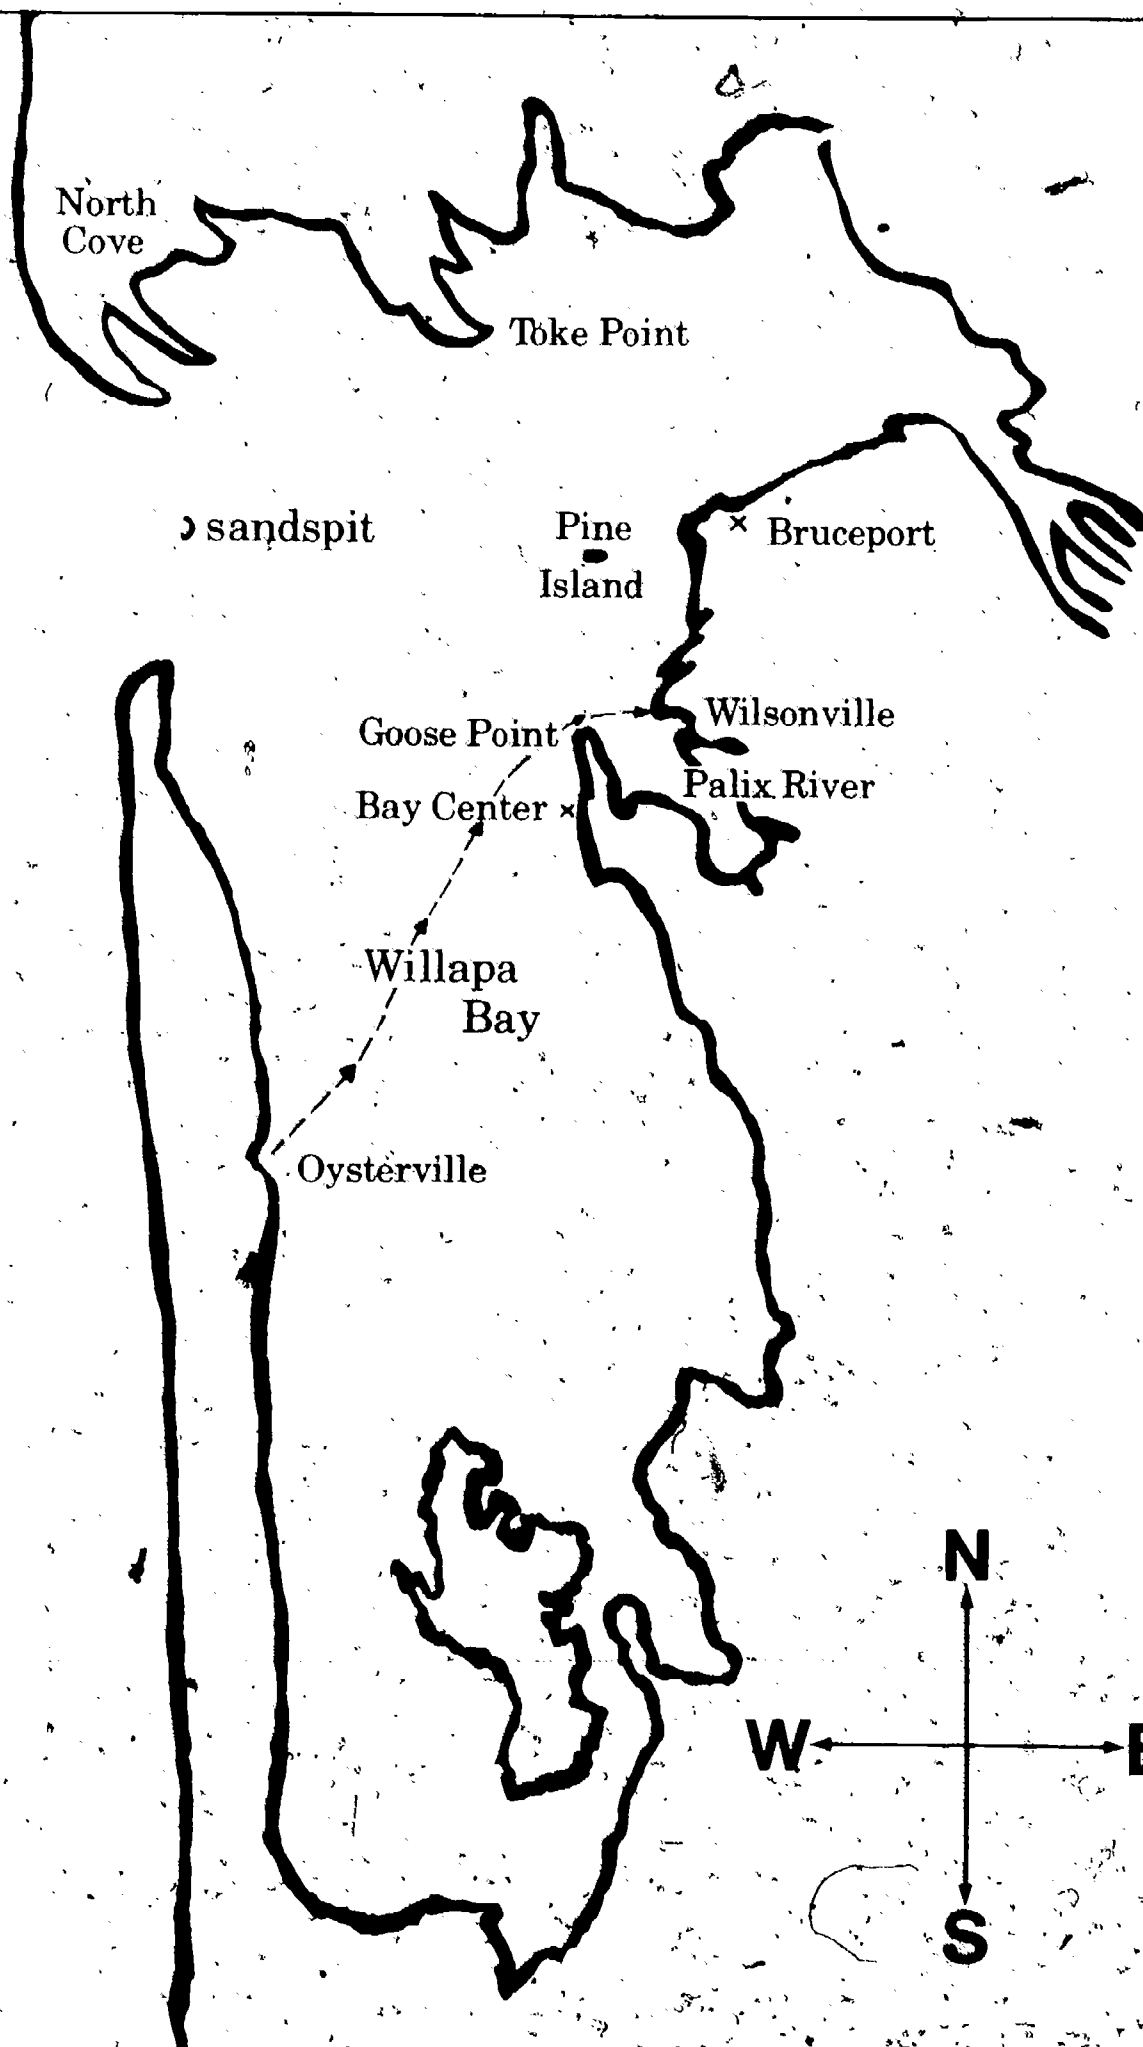 North
Cove
Toke Point
sandspit
Pine
Island
Bruceport
Goose Point
Wilsonville
Palix River
Bay Center
Willapa
Bay
Oysterville
N
W
E
S